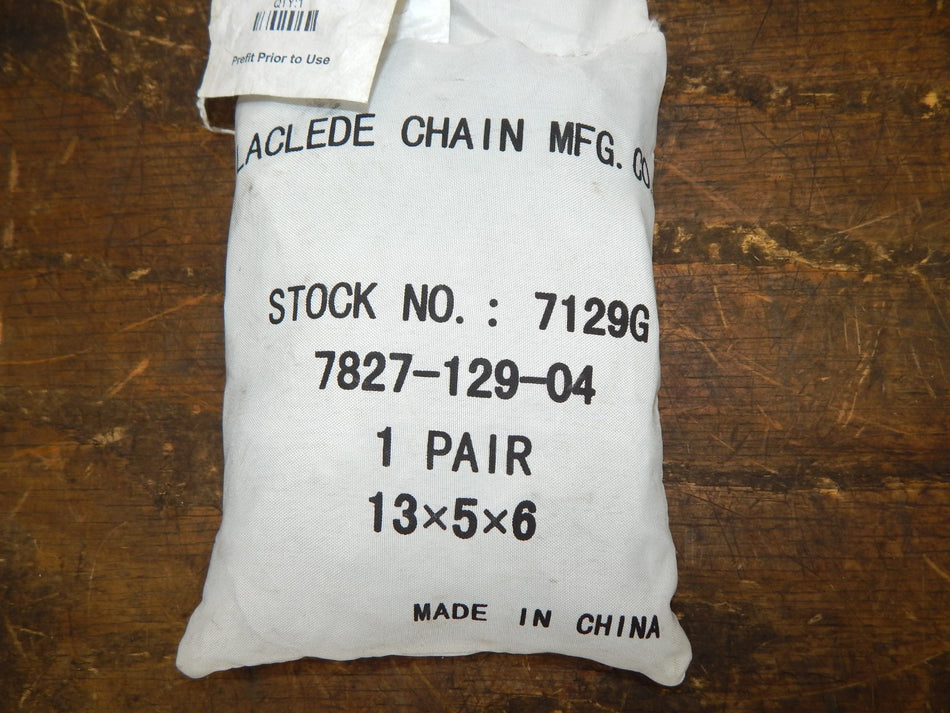 QTY:1
Prefit Prior to Use
LACLEDE CHAIN MFG. CO.
STOCK NO.: 7129G
7827-129-04
1 PAIR
13×5×6
MADE IN CHINA